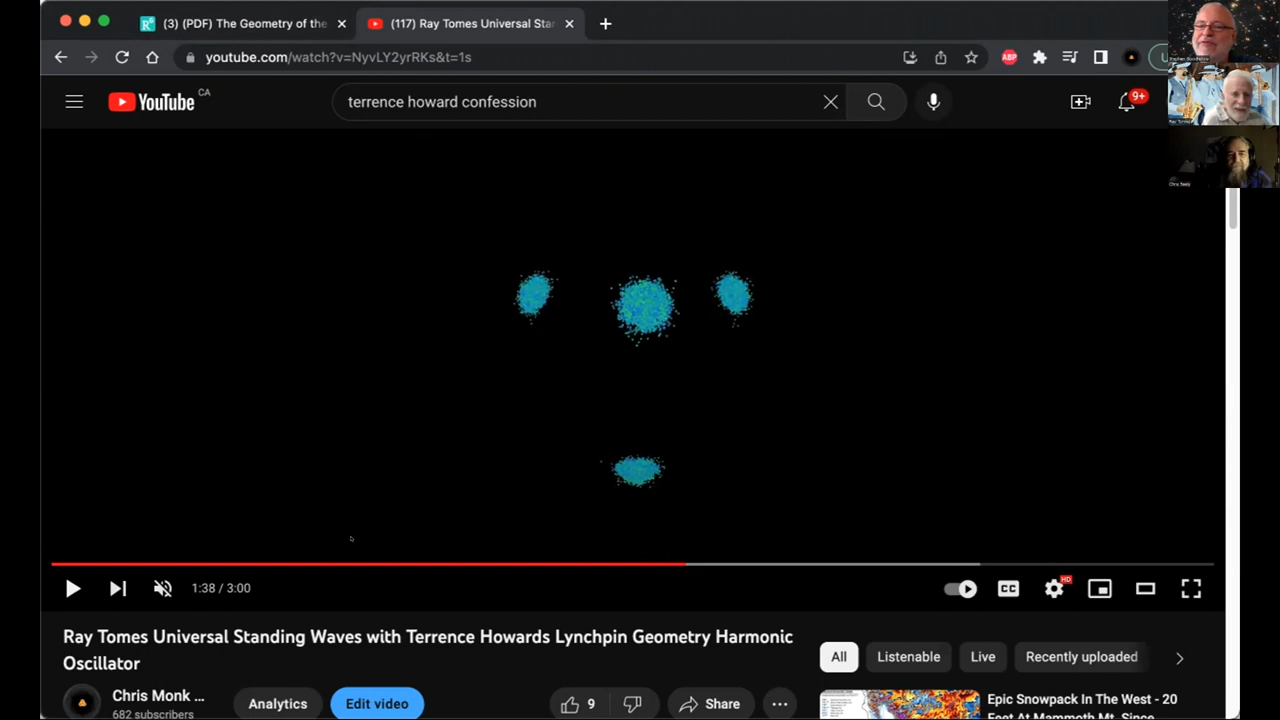 (3) (PDF) The Geometry of the
(117) Ray Tomes Universal Star
youtube.com/watch?v=NyvLY2yrRKs&t=1s
ABP
YouTube CA
terrence howard confession
9+
1:38 / 3:00
CC
HD
Ray Tomes Universal Standing Waves with Terrence Howards Lynchpin Geometry Harmonic
Oscillator
Chris Monk ...
682 subscribers
Analytics
Edit video
9
Share
All
Listenable
Live
Recently uploaded
Epic Snowpack In The West - 20
Feet At Mammoth Mt. Since